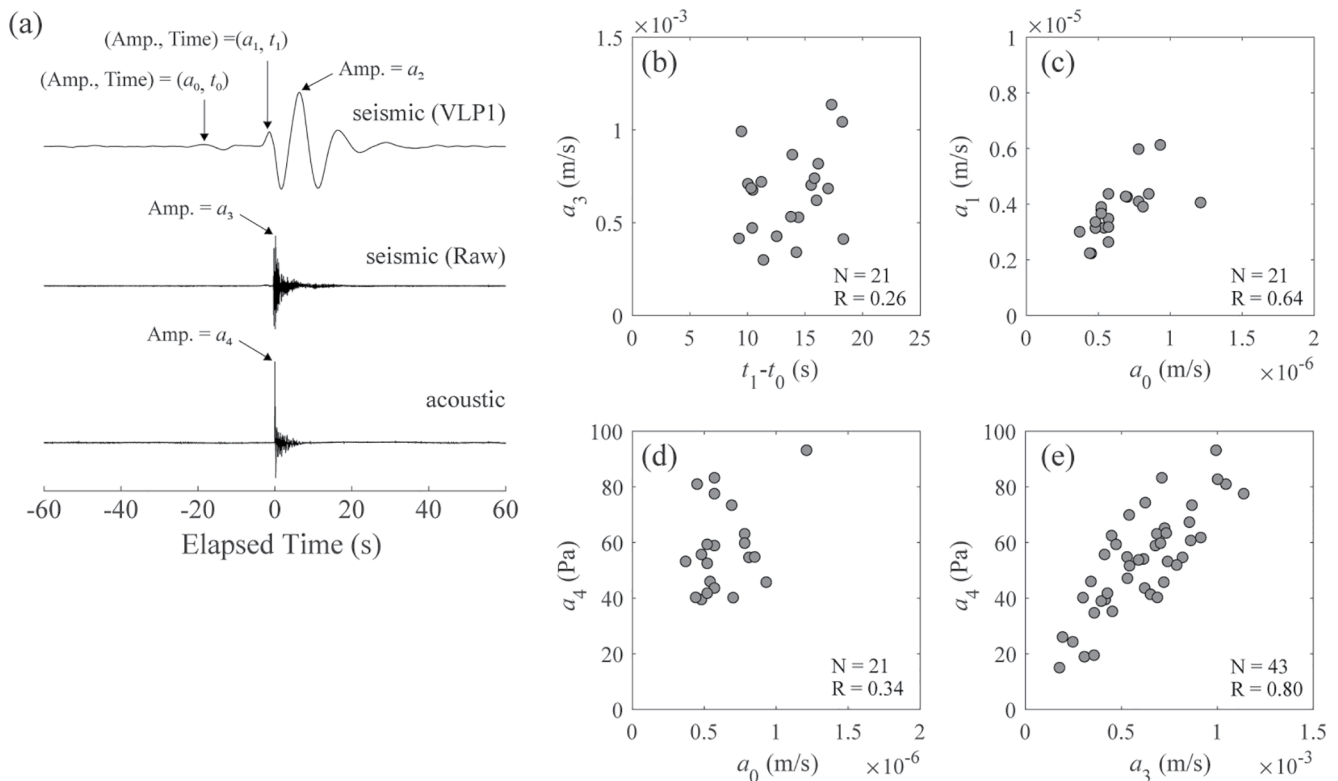 (a)
(Amp., Time) =(a1, t1)
(Amp., Time) = (a0, t0)
Amp. = a2
seismic (VLP1)
Amp. = a3
seismic (Raw)
Amp. = a4
acoustic
-60 -40 -20 0 20 40 60
Elapsed Time (s)
×10-3
(b)
1.5
1
0.5
0
a3 (m/s)
N = 21
R = 0.26
0 5 10 15 20 25
t1-t0 (s)
×10-5
(c)
1
0.8
0.6
0.4
0.2
0
a1 (m/s)
N = 21
R = 0.64
0 0.5 1 1.5 2
a0 (m/s) ×10-6
(d)
100
80
60
40
20
0
a4 (Pa)
N = 21
R = 0.34
0 0.5 1 1.5 2
a0 (m/s) ×10-6
(e)
100
80
60
40
20
0
a4 (Pa)
N = 43
R = 0.80
0 0.5 1 1.5
a3 (m/s) ×10-3